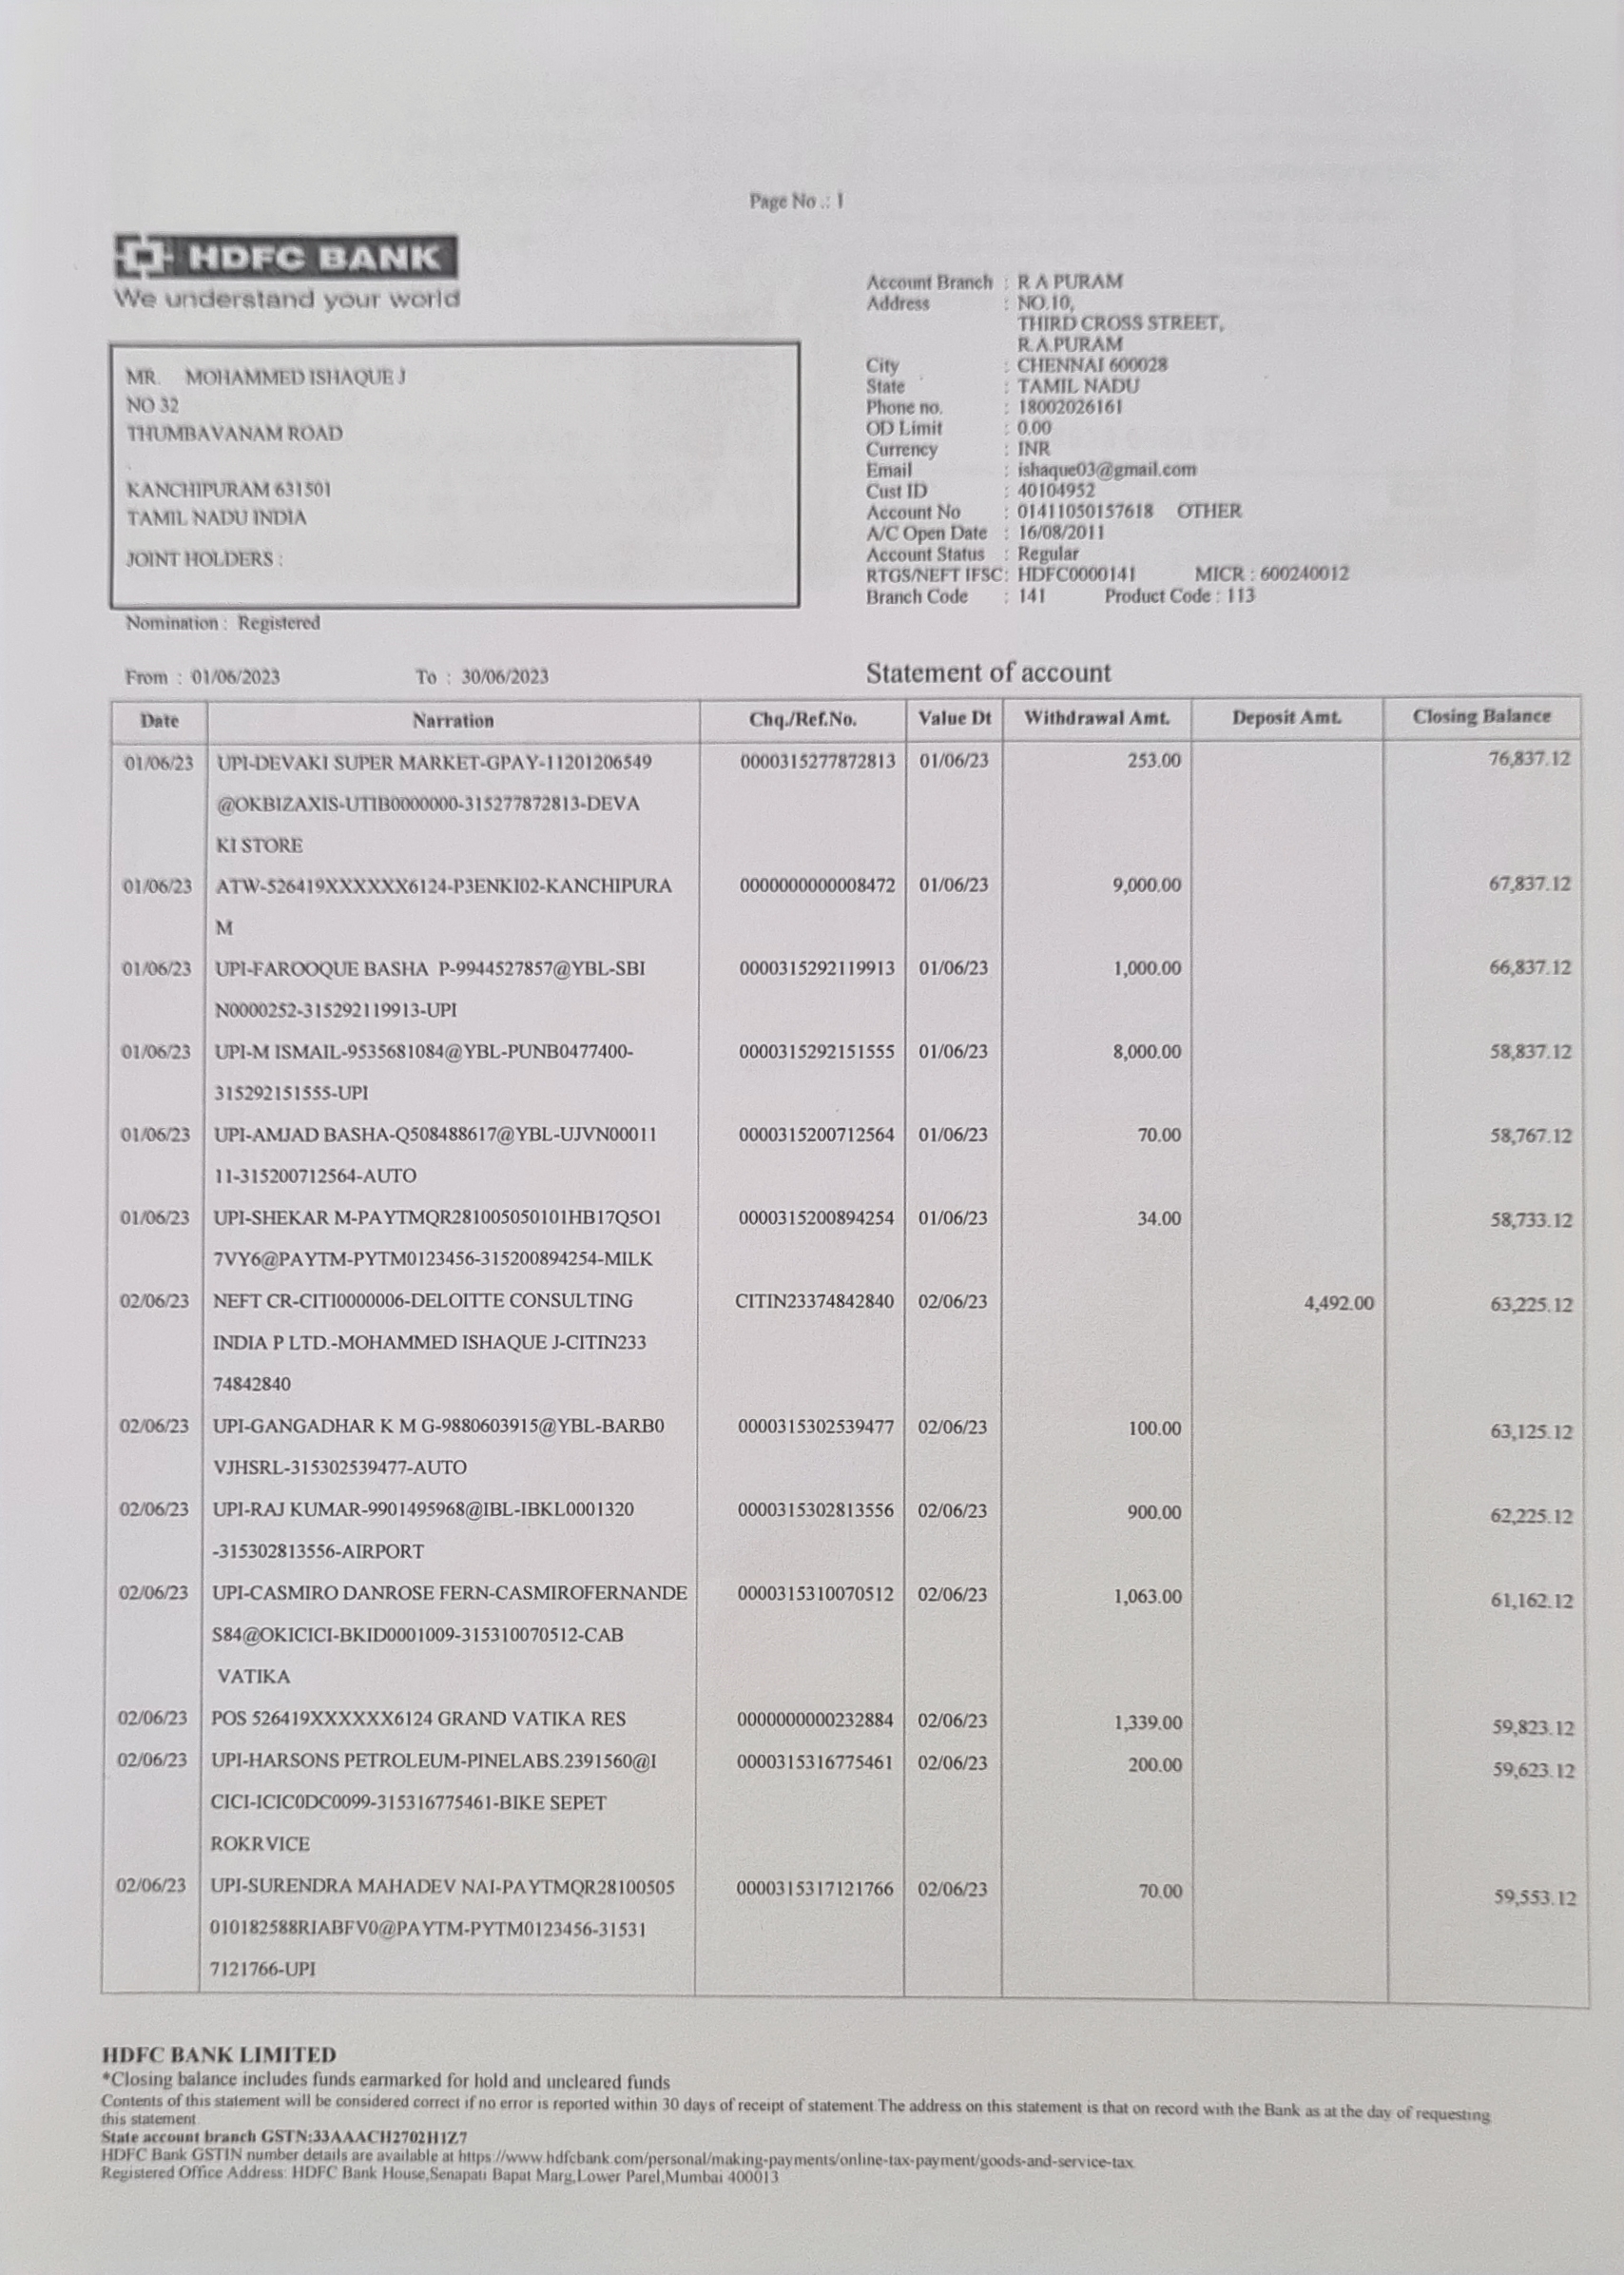 Page No .: 1
HDFC BANK
We understand your world
MR. MOHAMMED ISHAQUE J
NO 32
THUMBAVANAM ROAD
.
KANCHIPURAM 631501
TAMIL NADU INDIA
JOINT HOLDERS :
Nomination : Registered
Account Branch : R A PURAM
Address : NO.10,
THIRD CROSS STREET,
R.A.PURAM
City : CHENNAI 600028
State : TAMIL NADU
Phone no. : 18002026161
OD Limit : 0.00
Currency : INR
Email : ishaque03@gmail.com
Cust ID : 40104952
Account No : 01411050157618 OTHER
A/C Open Date : 16/08/2011
Account Status : Regular
RTGS/NEFT IFSC: HDFC0000141 MICR : 600240012
Branch Code : 141 Product Code : 113
From : 01/06/2023 To : 30/06/2023 Statement of account
Date Narration Chq./Ref.No. Value Dt Withdrawal Amt. Deposit Amt. Closing Balance
01/06/23 UPI-DEVAKI SUPER MARKET-GPAY-11201206549 0000315277872813 01/06/23 253.00 76,837.12
@OKBIZAXIS-UTIB0000000-315277872813-DEVA
KI STORE
01/06/23 ATW-526419XXXXXX6124-P3ENKI02-KANCHIPURA 0000000000008472 01/06/23 9,000.00 67,837.12
M
01/06/23 UPI-FAROOQUE BASHA P-9944527857@YBL-SBI 0000315292119913 01/06/23 1,000.00 66,837.12
N0000252-315292119913-UPI
01/06/23 UPI-M ISMAIL-9535681084@YBL-PUNB0477400- 0000315292151555 01/06/23 8,000.00 58,837.12
315292151555-UPI
01/06/23 UPI-AMJAD BASHA-Q508488617@YBL-UJVN00011 0000315200712564 01/06/23 70.00 58,767.12
11-315200712564-AUTO
01/06/23 UPI-SHEKAR M-PAYTMQR281005050101HB17Q5O1 0000315200894254 01/06/23 34.00 58,733.12
7VY6@PAYTM-PYTM0123456-315200894254-MILK
02/06/23 NEFT CR-CITI0000006-DELOITTE CONSULTING CITIN23374842840 02/06/23 4,492.00 63,225.12
INDIA P LTD.-MOHAMMED ISHAQUE J-CITIN233
74842840
02/06/23 UPI-GANGADHAR K M G-9880603915@YBL-BARB0 0000315302539477 02/06/23 100.00 63,125.12
VJHSRL-315302539477-AUTO
02/06/23 UPI-RAJ KUMAR-9901495968@IBL-IBKL0001320 0000315302813556 02/06/23 900.00 62,225.12
-315302813556-AIRPORT
02/06/23 UPI-CASMIRO DANROSE FERN-CASMIROFERNANDE 0000315310070512 02/06/23 1,063.00 61,162.12
S84@OKICICI-BKID0001009-315310070512-CAB
VATIKA
02/06/23 POS 526419XXXXXX6124 GRAND VATIKA RES 0000000000232884 02/06/23 1,339.00 59,823.12
02/06/23 UPI-HARSONS PETROLEUM-PINELABS.2391560@I 0000315316775461 02/06/23 200.00 59,623.12
CICI-ICIC0DC0099-315316775461-BIKE SEPET
ROKRVICE
02/06/23 UPI-SURENDRA MAHADEV NAI-PAYTMQR28100505 0000315317121766 02/06/23 70.00 59,553.12
010182588RIABFV0@PAYTM-PYTM0123456-31531
7121766-UPI
HDFC BANK LIMITED
*Closing balance includes funds earmarked for hold and uncleared funds
Contents of this statement will be considered correct if no error is reported within 30 days of receipt of statement.The address on this statement is that on record with the Bank as at the day of requesting
this statement.
State account branch GSTN:33AAACH2702H1Z7
HDFC Bank GSTIN number details are available at https://www.hdfcbank.com/personal/making-payments/online-tax-payment/goods-and-service-tax.
Registered Office Address: HDFC Bank House,Senapati Bapat Marg,Lower Parel,Mumbai 400013